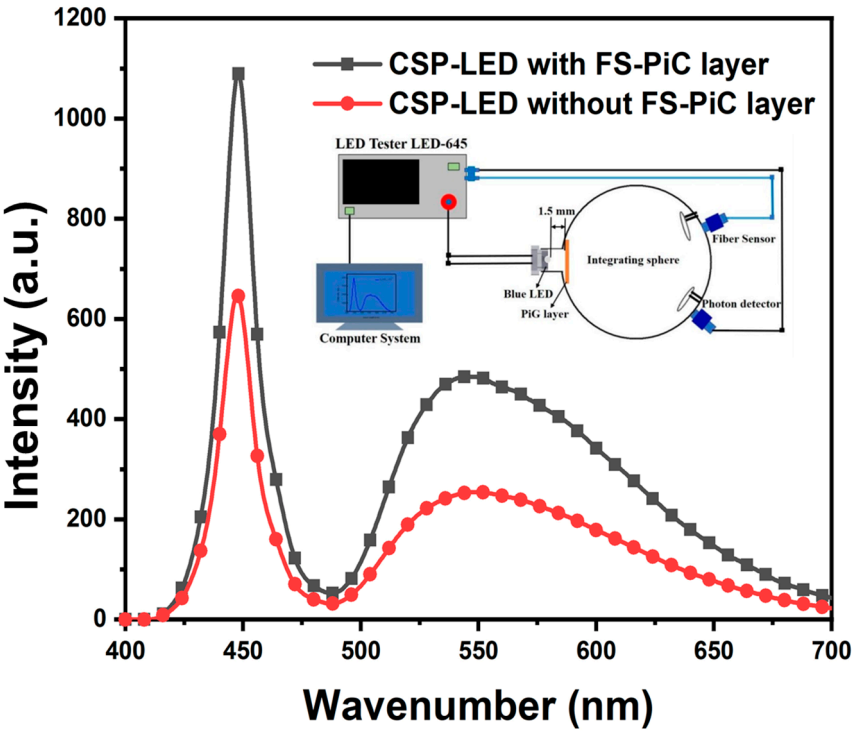 1200
1000
800
600
400
200
0
Intensity (a.u.)
CSP-LED with FS-PiC layer
CSP-LED without FS-PiC layer
LED Tester LED-645
1.5 mm
Fiber Sensor
Integrating sphere
Blue LED
PiG layer
Photon detector
Computer System
400 450 500 550 600 650 700
Wavenumber (nm)